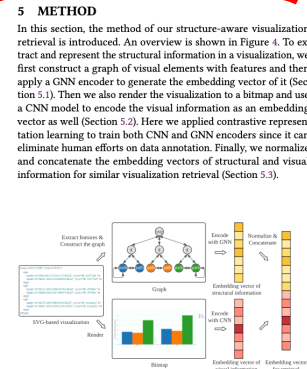 5 METHOD
In this section, the method of our structure-aware visualization
retrieval is introduced. An overview is shown in Figure 4. To ex
tract and represent the structural information in a visualization, we
first construct a graph of visual elements with features and then
apply a GNN encoder to generate the embedding vector of it (Sec
tion 5.1). Then we also render the visualization to a bitmap and use
a CNN model to encode the visual information as an embedding
vector as well (Section 5.2). Here we applied contrastive represen
tation learning to train both CNN and GNN encoders since it can
eliminate human efforts on data annotation. Finally, we normalize
and concatenate the embedding vectors of structural and visual
information for similar visualization retrieval (Section 5.3).
Extract features &
Construct the graph
Graph
SVG-based visualization
Render
Bitmap
Encode
with GNN
Normalize &
Concatenate
Embedding vector of
structural information
Encode
with CNN
Embedding vector of
visual information
Embedding vector
for retrieval